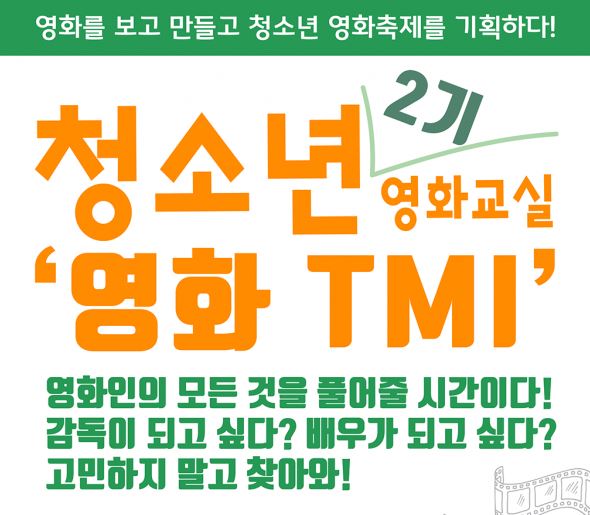 영화를 보고 만들고 청소년 영화축제를 기획하다!
청소년 2기
영화교실
‘영화 TMI’
영화인의 모든 것을 풀어줄 시간이다!
감독이 되고 싶다? 배우가 되고 싶다?
고민하지 말고 찾아와!